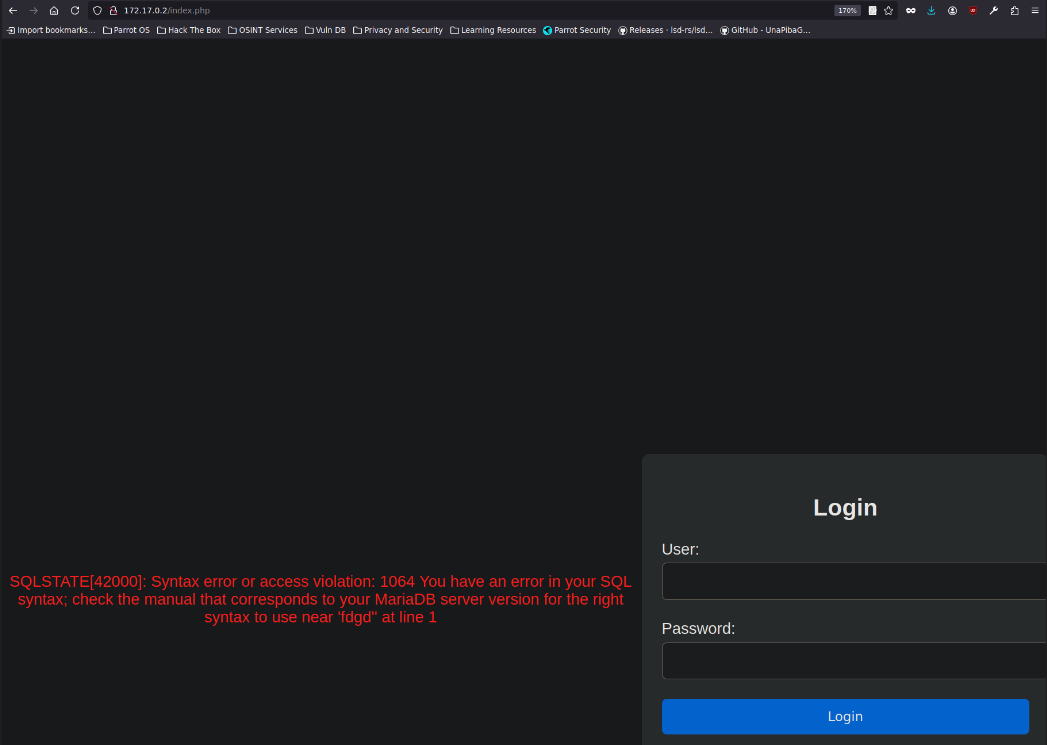 172.17.0.2/index.php
170%
Import bookmarks...
Parrot OS
Hack The Box
OSINT Services
Vuln DB
Privacy and Security
Learning Resources
Parrot Security
Releases · lsd-rs/lsd...
GitHub - UnaPibaG...
SQLSTATE[42000]: Syntax error or access violation: 1064 You have an error in your SQL
syntax; check the manual that corresponds to your MariaDB server version for the right
syntax to use near 'fdgd'' at line 1
Login
User:
Password:
Login